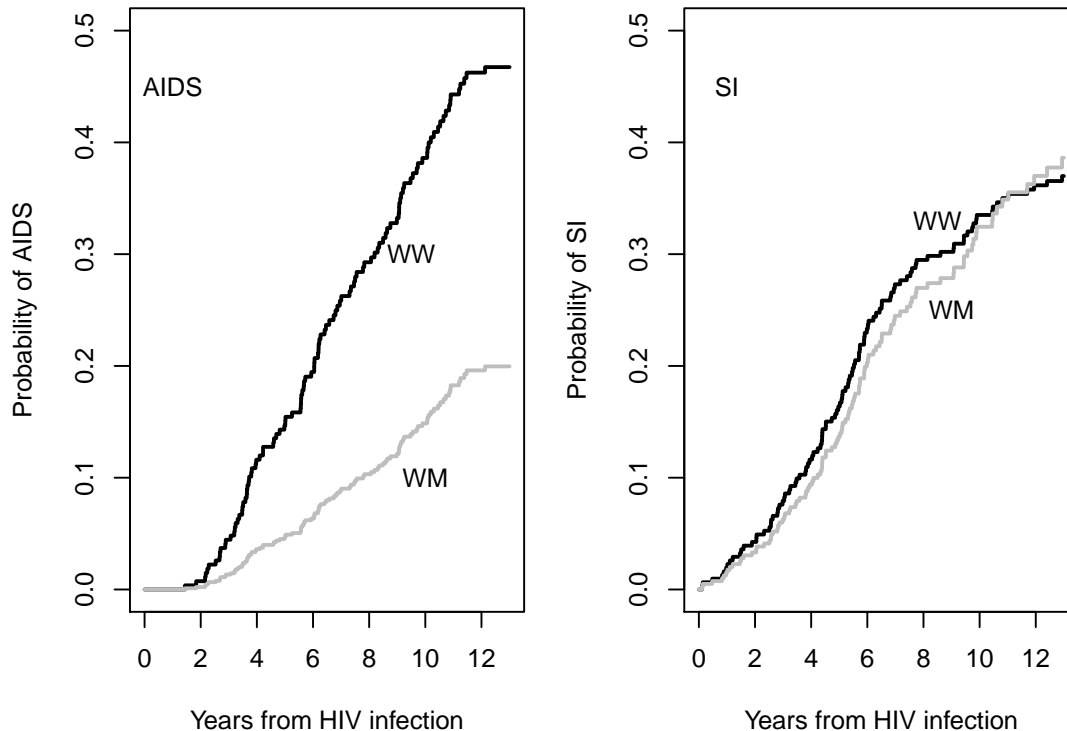 Probability of AIDS
0.0
0.1
0.2
0.3
0.4
0.5
AIDS
WW
WM
0 2 4 6 8 10 12
Years from HIV infection
Probability of SI
0.0
0.1
0.2
0.3
0.4
0.5
SI
WW
WM
0 2 4 6 8 10 12
Years from HIV infection